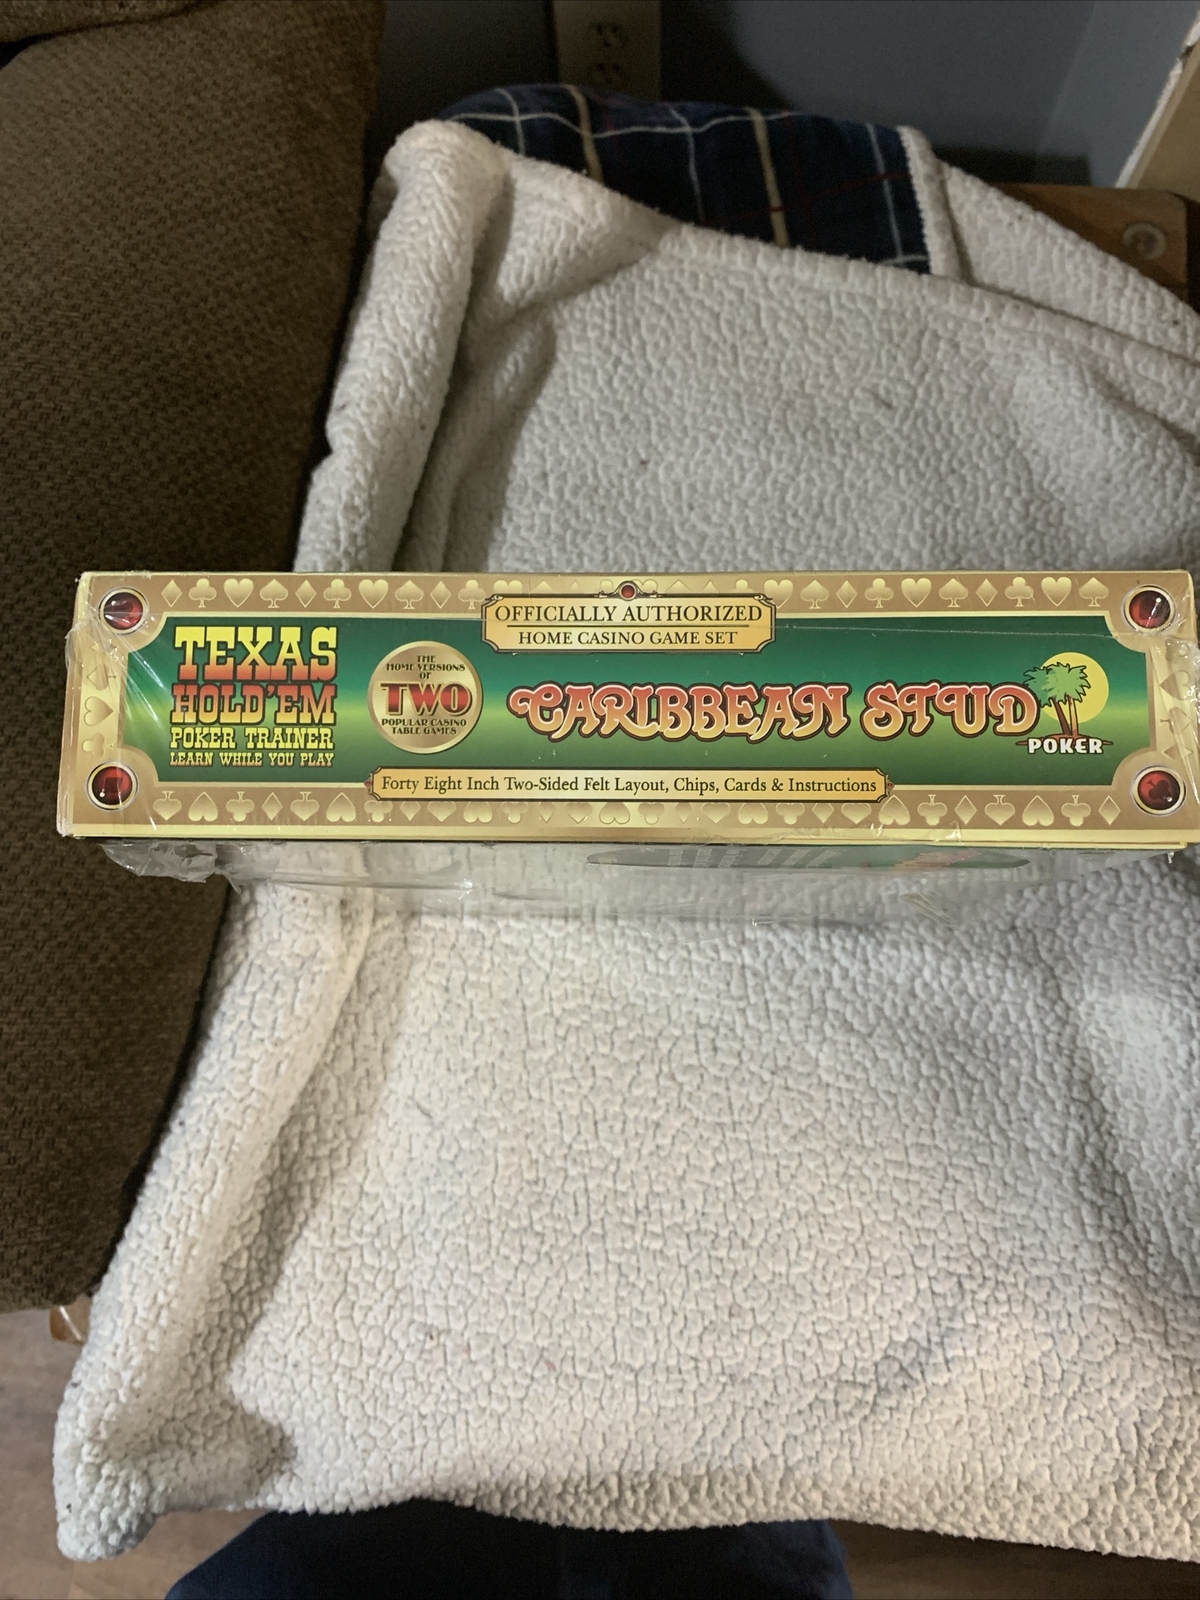 OFFICIALLY AUTHORIZED
HOME CASINO GAME SET
TEXAS
HOLD'EM
POKER TRAINER
LEARN WHILE YOU PLAY
THE
HOME VERSIONS
OF
TWO
POPULAR CASINO
TABLE GAMES
CARIBBEAN STUD
POKER
Forty Eight Inch Two-Sided Felt Layout, Chips, Cards & Instructions